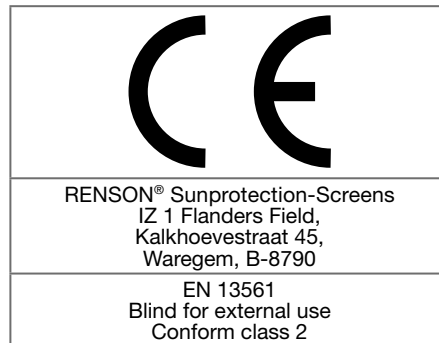 CE
RENSON® Sunprotection-Screens
IZ 1 Flanders Field,
Kalkhoevestraat 45,
Waregem, B-8790
EN 13561
Blind for external use
Conform class 2